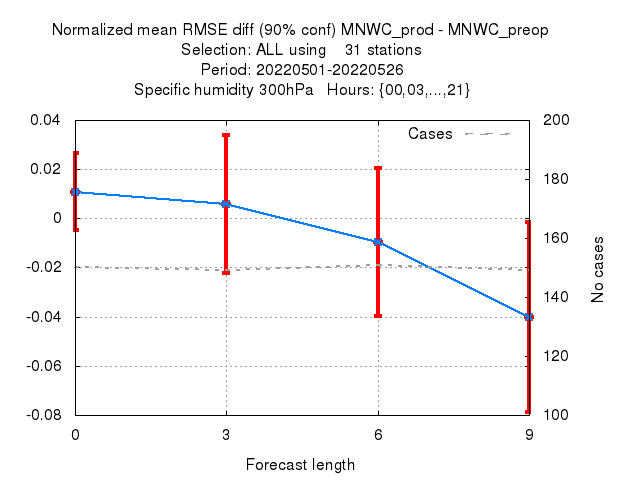 Normalized mean RMSE diff (90% conf) MNWC_prod - MNWC_preop
Selection: ALL using 31 stations
Period: 20220501-20220526
Specific humidity 300hPa Hours: {00,03,...,21}
Cases
0.04
0.02
0
-0.02
-0.04
-0.06
-0.08
200
180
160
140
120
100
No cases
0 3 6 9
Forecast length